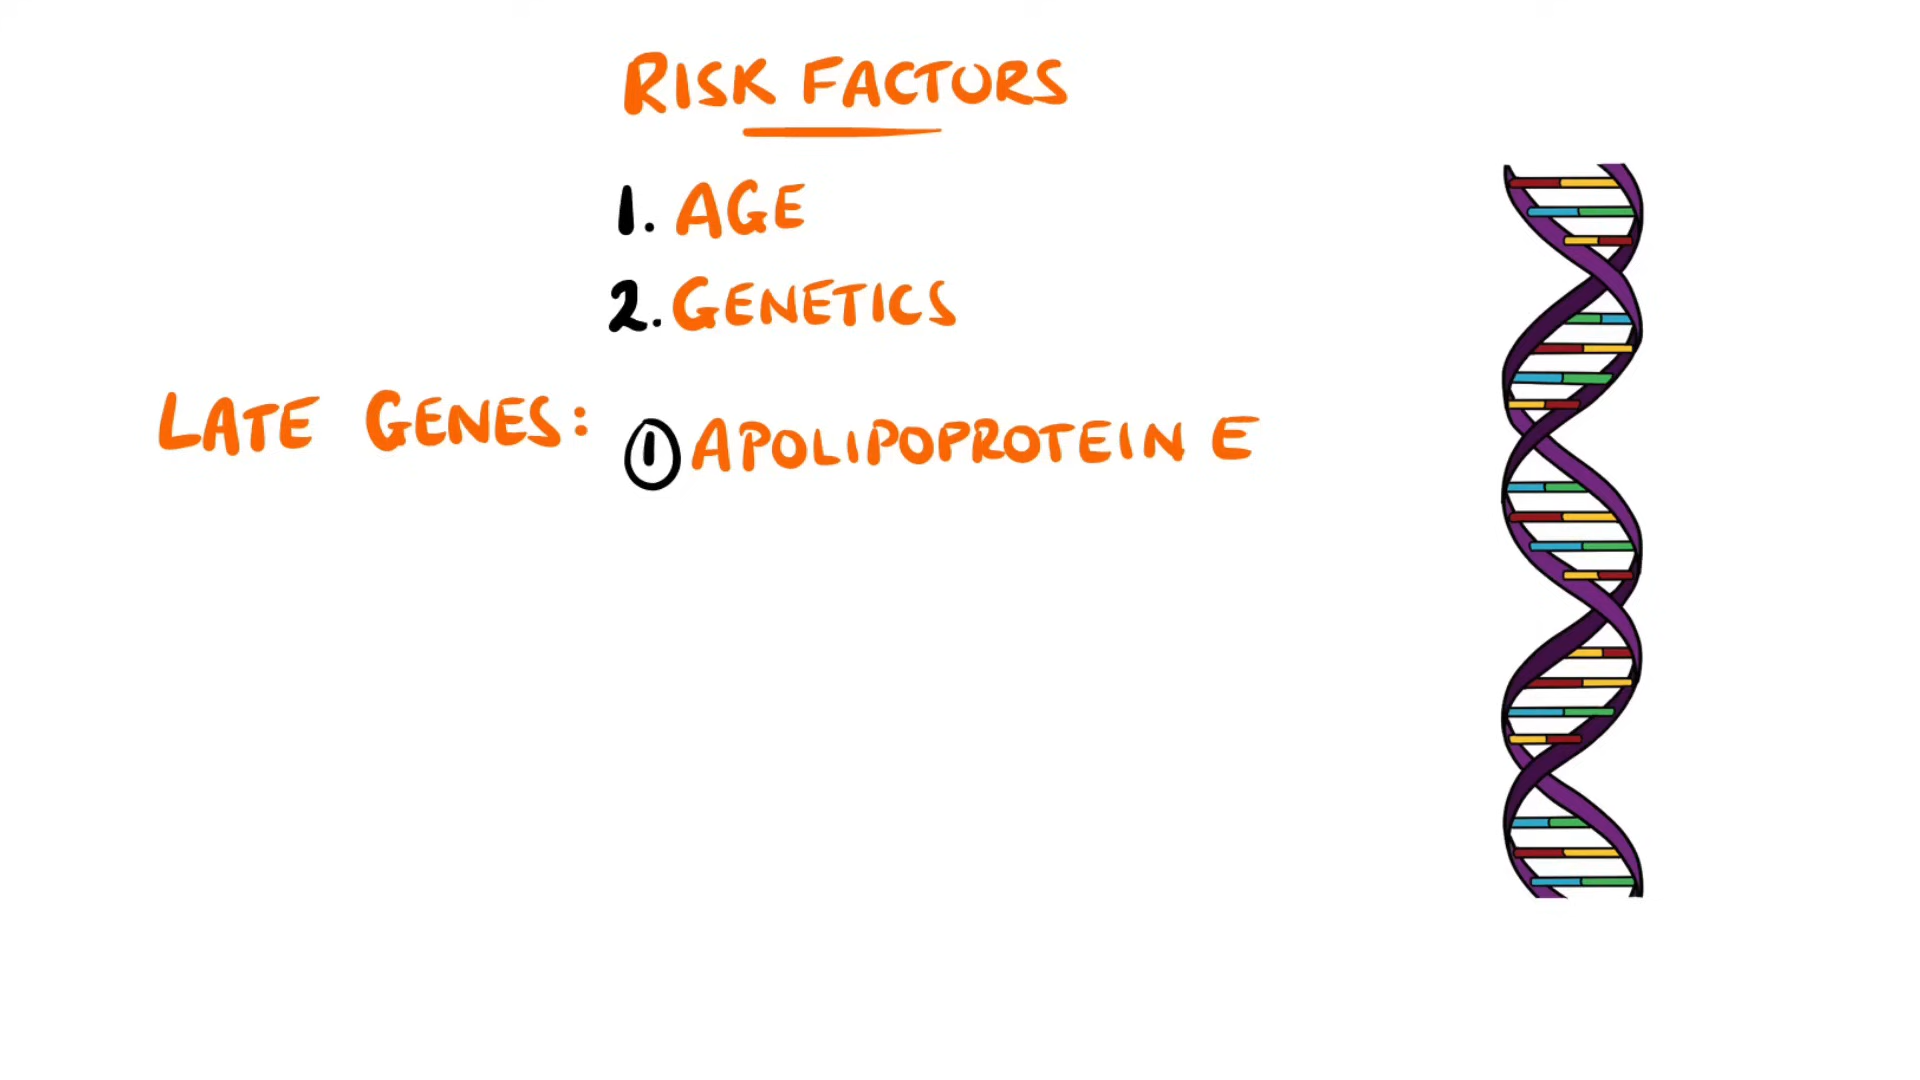 RISK FACTORS
1. AGE
2. GENETICS
LATE GENES: 1 APOLIPOPROTEIN E